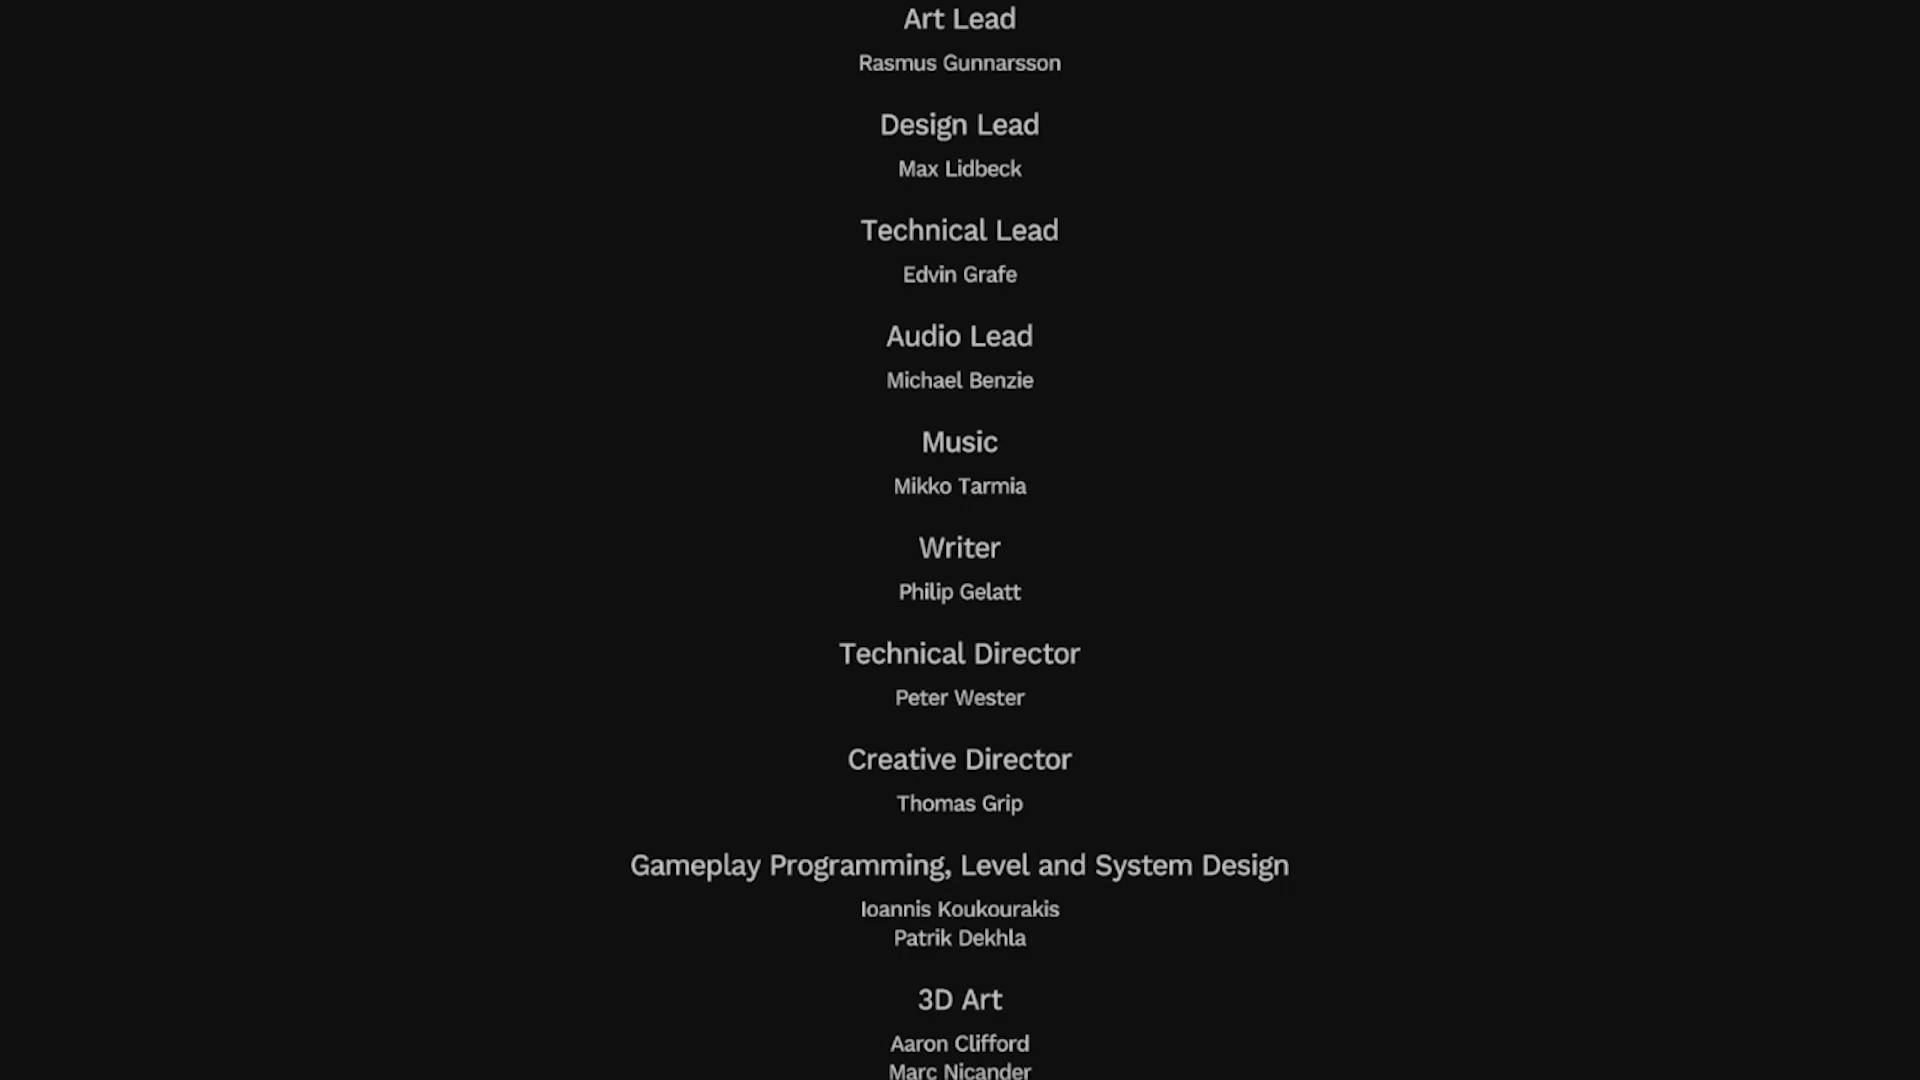 Art Lead
Rasmus Gunnarsson
Design Lead
Max Lidbeck
Technical Lead
Edvin Grafe
Audio Lead
Michael Benzie
Music
Mikko Tarmia
Writer
Philip Gelatt
Technical Director
Peter Wester
Creative Director
Thomas Grip
Gameplay Programming, Level and System Design
Ioannis Koukourakis
Patrik Dekhla
3D Art
Aaron Clifford
Marc Nicander